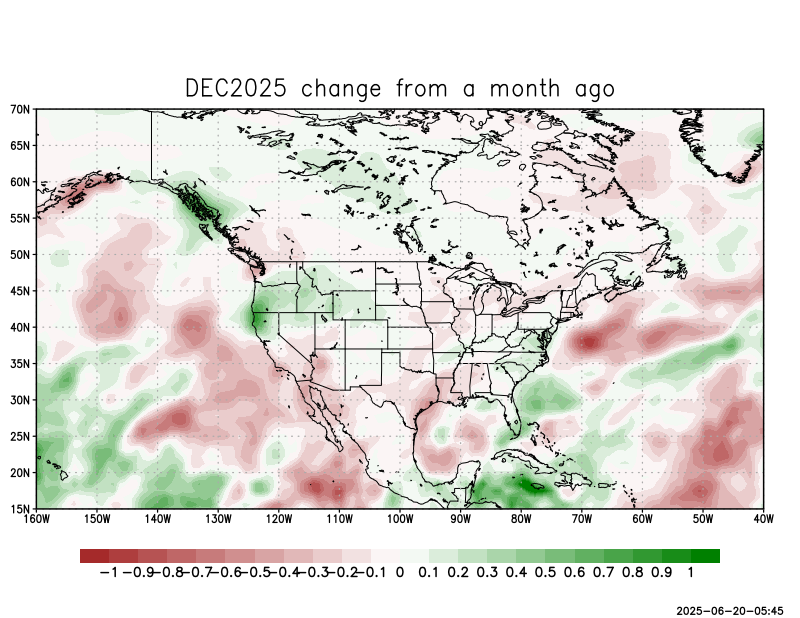 DEC2025 change from a month ago
70N
65N
60N
55N
50N
45N
40N
35N
30N
25N
20N
15N
160W 150W 140W 130W 120W 110W 100W 90W 80W 70W 60W 50W 40W
−1 −0.9 −0.8 −0.7 −0.6 −0.5 −0.4 −0.3 −0.2 −0.1 0 0.1 0.2 0.3 0.4 0.5 0.6 0.7 0.8 0.9 1
2025-06-20-05:45